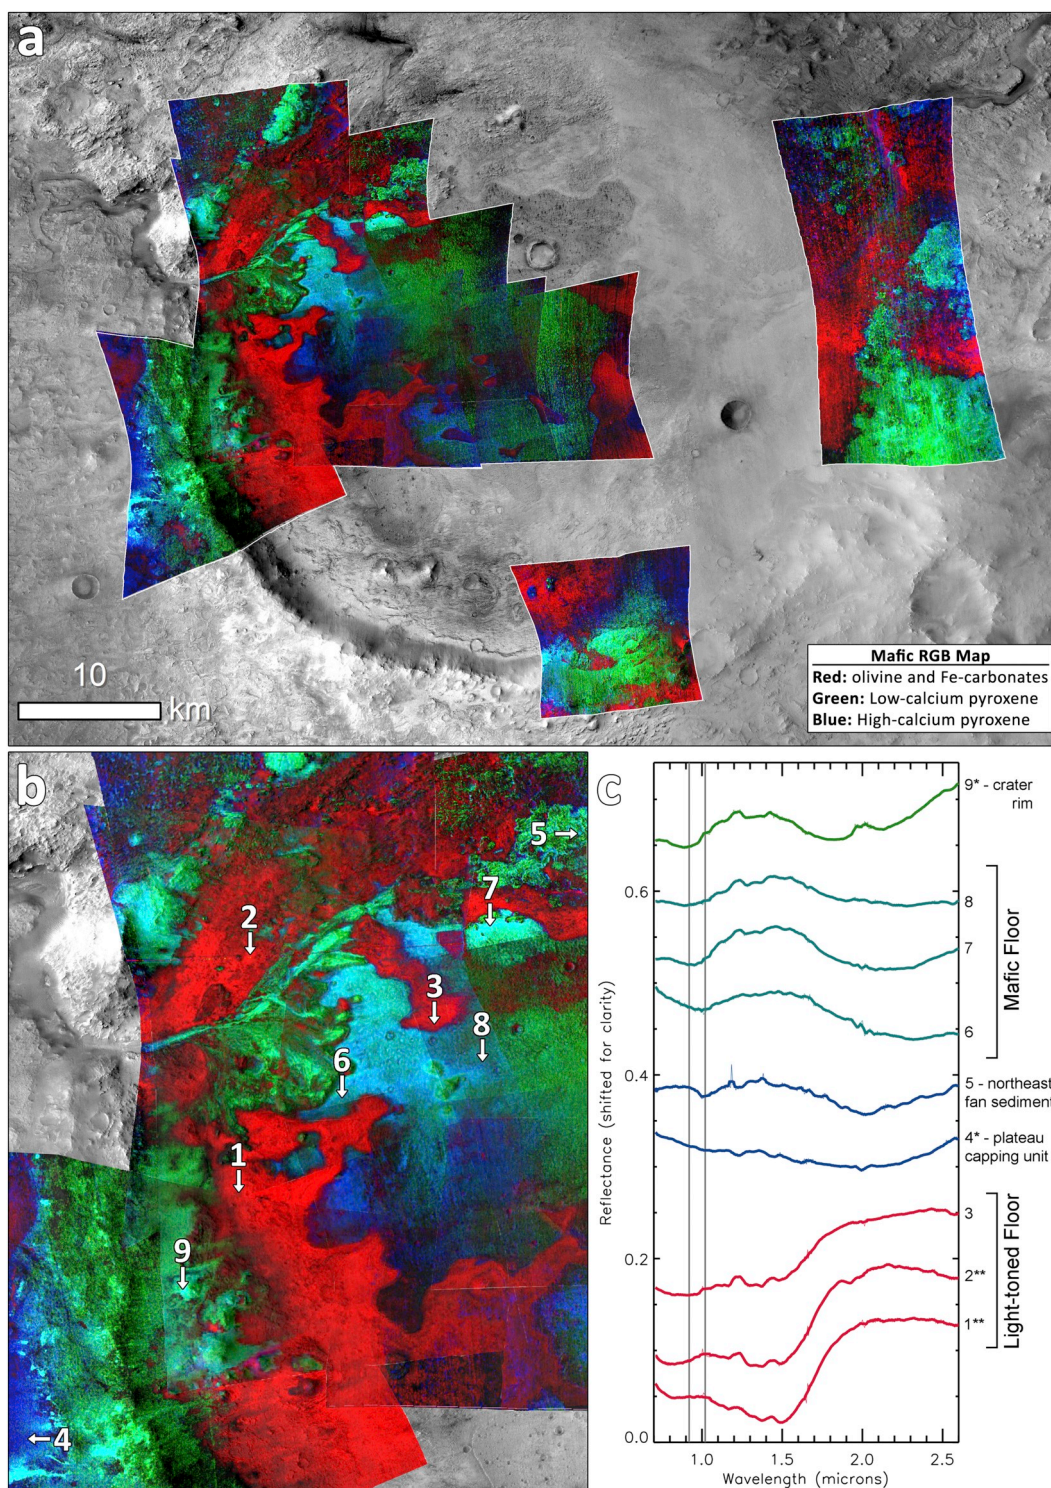 a
10
km
Mafic RGB Map
Red: olivine and Fe-carbonates
Green: Low-calcium pyroxene
Blue: High-calcium pyroxene
b
5
7
2
3
8
6
1
9
4
c
Reflectance (shifted for clarity)
0.6
0.4
0.2
0.0
1.0
1.5
2.0
2.5
Wavelength (microns)
9* - crater
rim
8
7
6
Mafic Floor
5 - northeast
fan sediment
4* - plateau
capping unit
3
2**
1**
Light-toned Floor